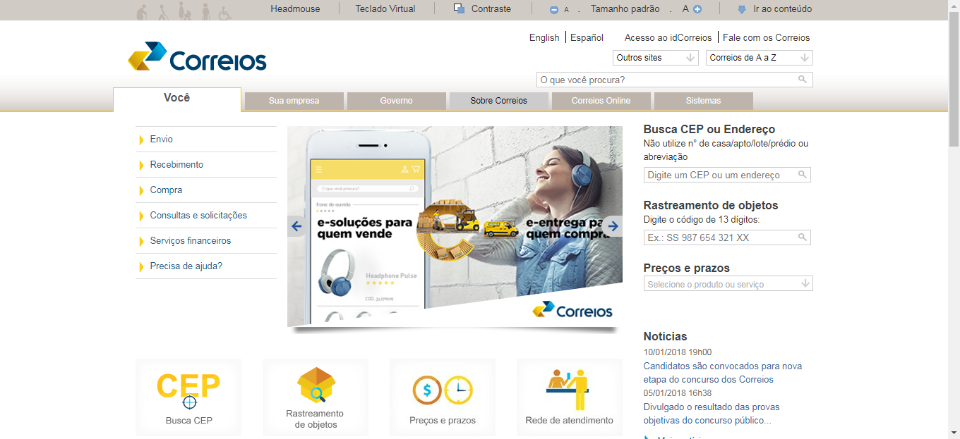 Headmouse
Teclado Virtual
Contraste
A . Tamanho padrão . A
Ir ao conteúdo
English
Español
Acesso ao idCorreios
Fale com os Correios
Correios
Outros sites
Correios de A a Z
O que você procura?
Você
Sua empresa
Governo
Sobre Correios
Correios Online
Sistemas
Envio
Recebimento
Compra
Consultas e solicitações
Serviços financeiros
Precisa de ajuda?
e-soluções para
quem vende
e-entrega pa
quem compra
Headphone Pulse
Correios
Busca CEP ou Endereço
Não utilize n° de casa/apto/lote/prédio ou
abreviação
Digite um CEP ou um endereço
Rastreamento de objetos
Digite o código de 13 dígitos:
Ex.: SS 987 654 321 XX
Preços e prazos
Selecione o produto ou serviço
Notícias
10/01/2018 19h00
Candidatos são convocados para nova
etapa do concurso dos Correios
05/01/2018 16h38
Divulgado o resultado das provas
objetivas do concurso público...
CEP
Busca CEP
Rastreamento
de objetos
$
Preços e prazos
Rede de atendimento